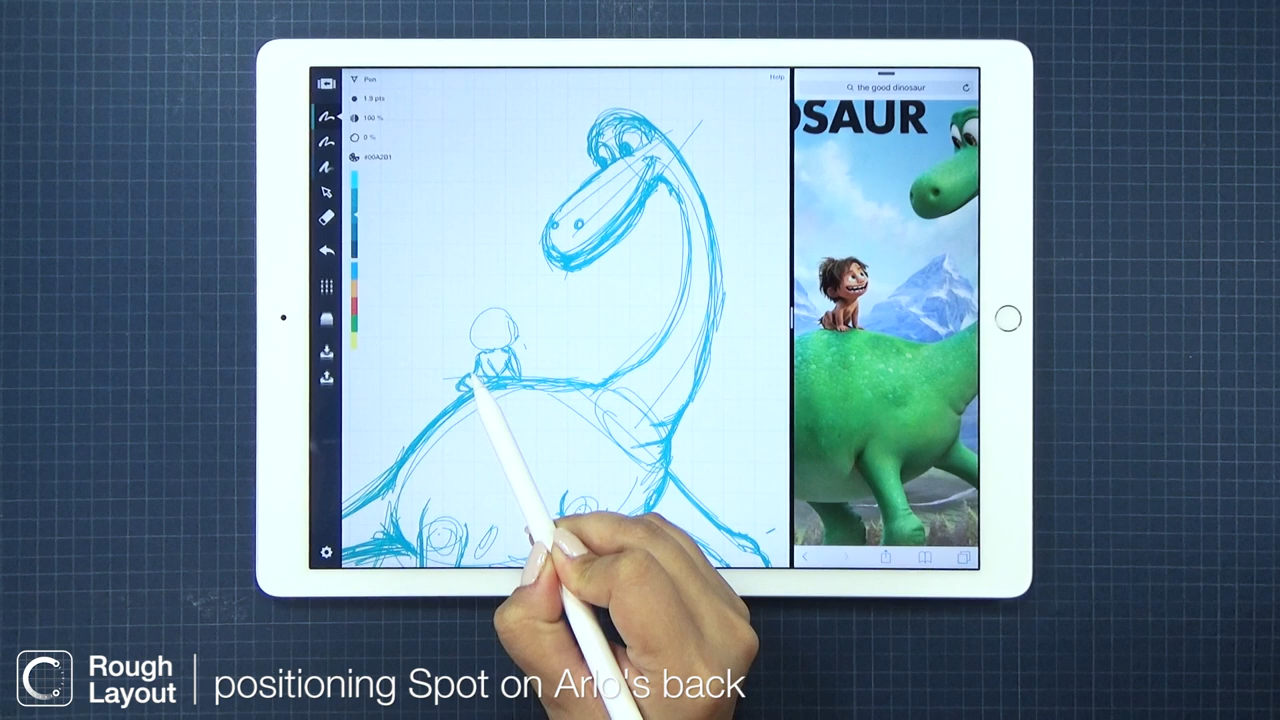 Pen
1.9 pts
100 %
0 %
#00A2D1
Help
the good dinosaur
OSAUR
Rough
Layout
positioning Spot on Arlo's back